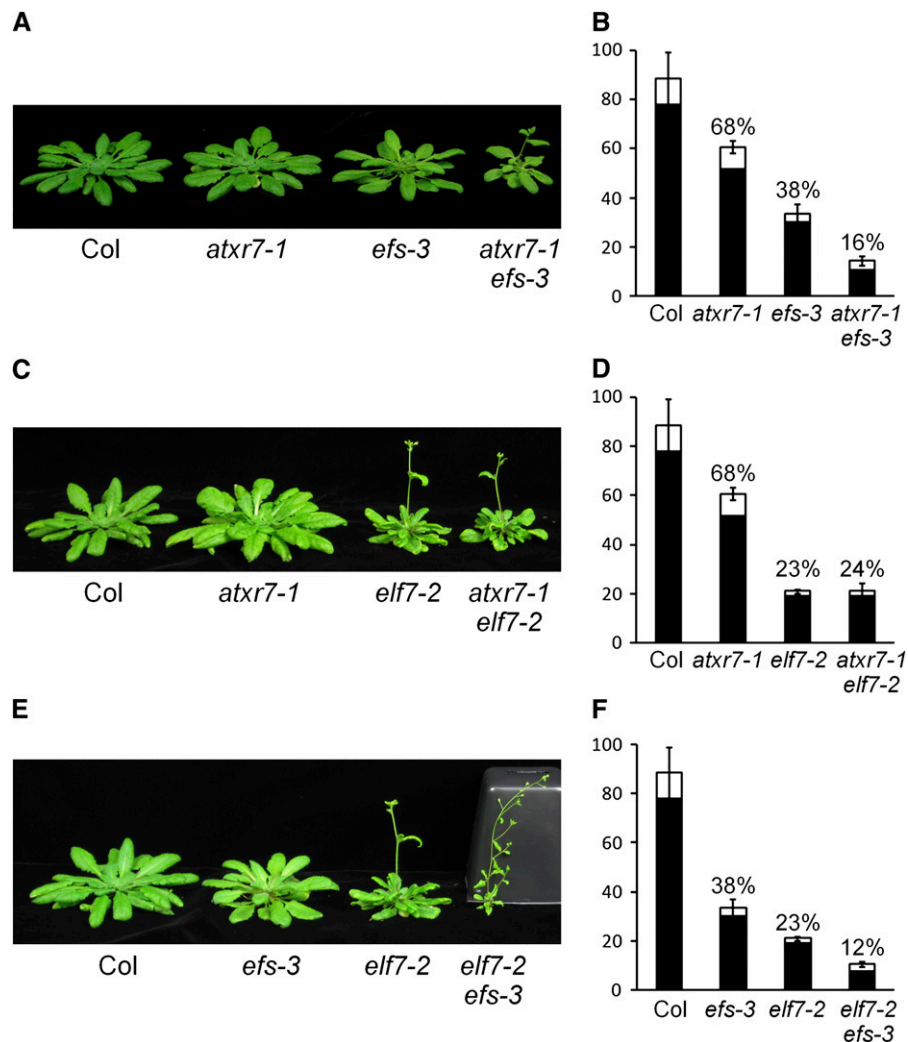 A
Col
atxr7-1
efs-3
atxr7-1
efs-3
B
100
80
60
40
20
0
68%
38%
16%
Col
atxr7-1
efs-3
atxr7-1
efs-3
C
Col
atxr7-1
elf7-2
atxr7-1
elf7-2
D
100
80
60
40
20
0
68%
23%
24%
Col
atxr7-1
elf7-2
atxr7-1
elf7-2
E
Col
efs-3
elf7-2
elf7-2
efs-3
F
100
80
60
40
20
0
38%
23%
12%
Col
efs-3
elf7-2
elf7-2
efs-3